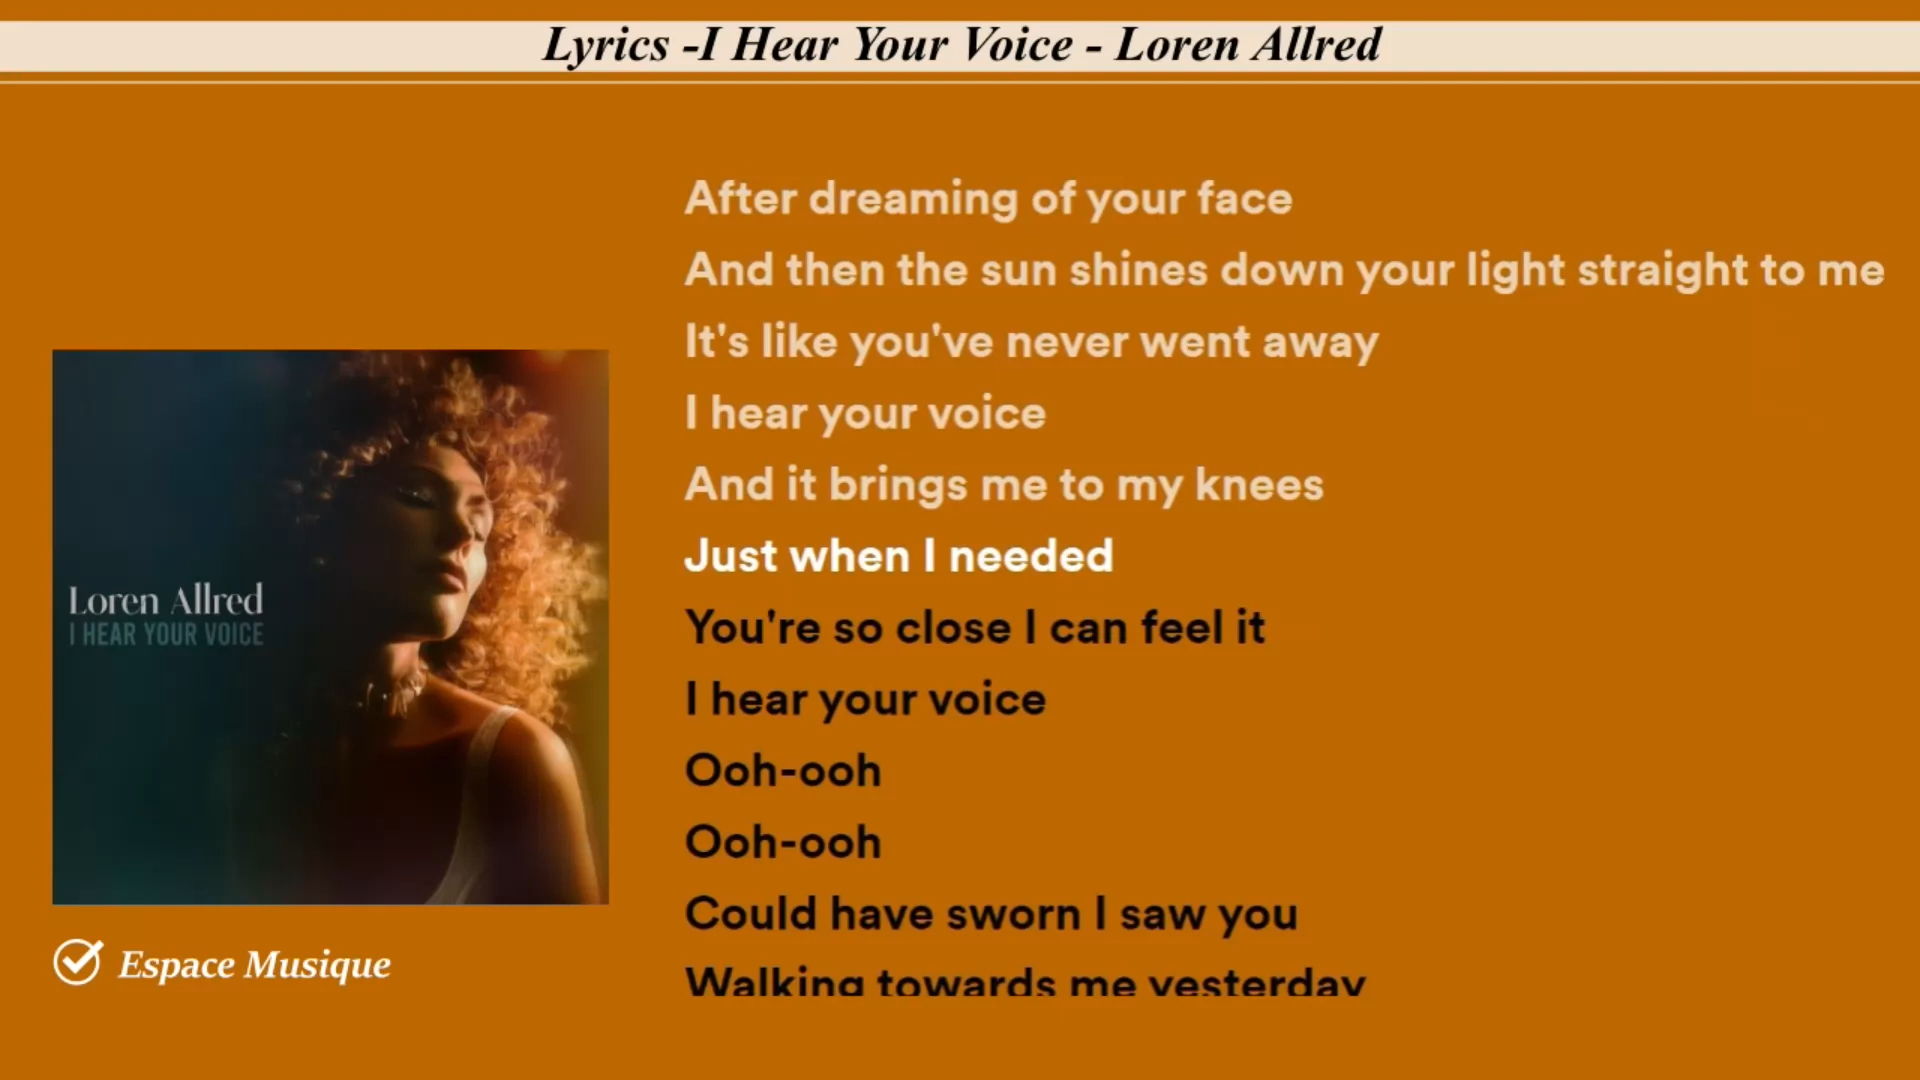 Lyrics -I Hear Your Voice - Loren Allred
After dreaming of your face
And then the sun shines down your light straight to me
It's like you've never went away
I hear your voice
And it brings me to my knees
Just when I needed
You're so close I can feel it
I hear your voice
Ooh-ooh
Ooh-ooh
Could have sworn I saw you
Walking towards me yesterday
Loren Allred
I HEAR YOUR VOICE
Espace Musique